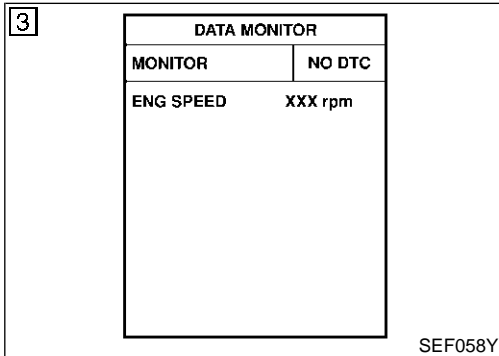 3
DATA MONITOR
MONITOR NO DTC
ENG SPEED XXX rpm
SEF058Y